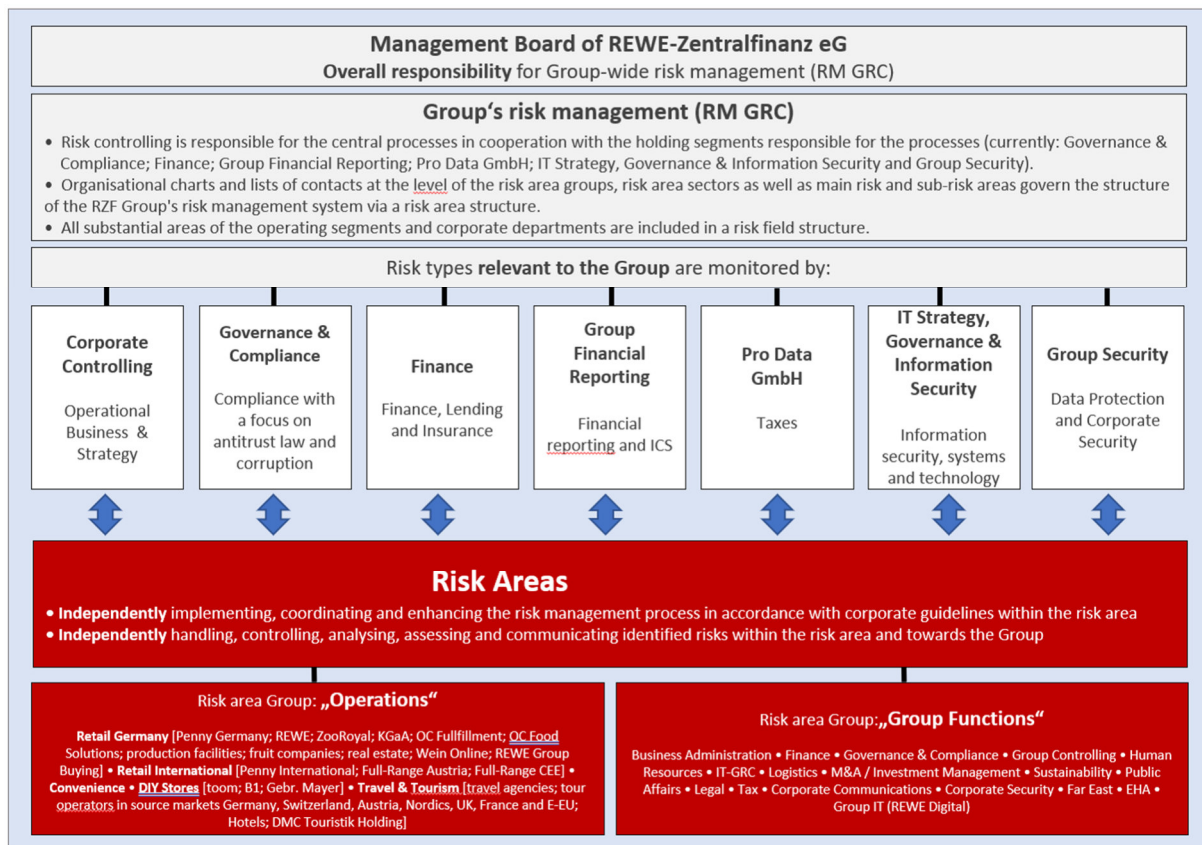 Management Board of REWE-Zentralfinanz eG
Overall responsibility for Group-wide risk management (RM GRC)
Group‘s risk management (RM GRC)
• Risk controlling is responsible for the central processes in cooperation with the holding segments responsible for the processes (currently: Governance &
Compliance; Finance; Group Financial Reporting; Pro Data GmbH; IT Strategy, Governance & Information Security and Group Security).
• Organisational charts and lists of contacts at the level of the risk area groups, risk area sectors as well as main risk and sub-risk areas govern the structure
of the RZF Group's risk management system via a risk area structure.
• All substantial areas of the operating segments and corporate departments are included in a risk field structure.
Risk types relevant to the Group are monitored by:
Corporate
Controlling
Operational
Business &
Strategy
Governance &
Compliance
Compliance with
a focus on
antitrust law and
corruption
Finance
Finance, Lending
and Insurance
Group
Financial
Reporting
Financial
reporting and ICS
Pro Data
GmbH
Taxes
IT Strategy,
Governance &
Information
Security
Information
security, systems
and technology
Group Security
Data Protection
and Corporate
Security
Risk Areas
• Independently implementing, coordinating and enhancing the risk management process in accordance with corporate guidelines within the risk area
• Independently handling, controlling, analysing, assessing and communicating identified risks within the risk area and towards the Group
Risk area Group: „Operations“
Retail Germany [Penny Germany; REWE; ZooRoyal; KGaA; OC Fullfillment; OC Food
Solutions; production facilities; fruit companies; real estate; Wein Online; REWE Group
Buying] • Retail International [Penny International; Full-Range Austria; Full-Range CEE] •
Convenience • DIY Stores [toom; B1; Gebr. Mayer] • Travel & Tourism [travel agencies; tour
operators in source markets Germany, Switzerland, Austria, Nordics, UK, France and E-EU;
Hotels; DMC Touristik Holding]
Risk area Group:„Group Functions“
Business Administration • Finance • Governance & Compliance • Group Controlling • Human
Resources • IT-GRC • Logistics • M&A / Investment Management • Sustainability • Public
Affairs • Legal • Tax • Corporate Communications • Corporate Security • Far East • EHA •
Group IT (REWE Digital)